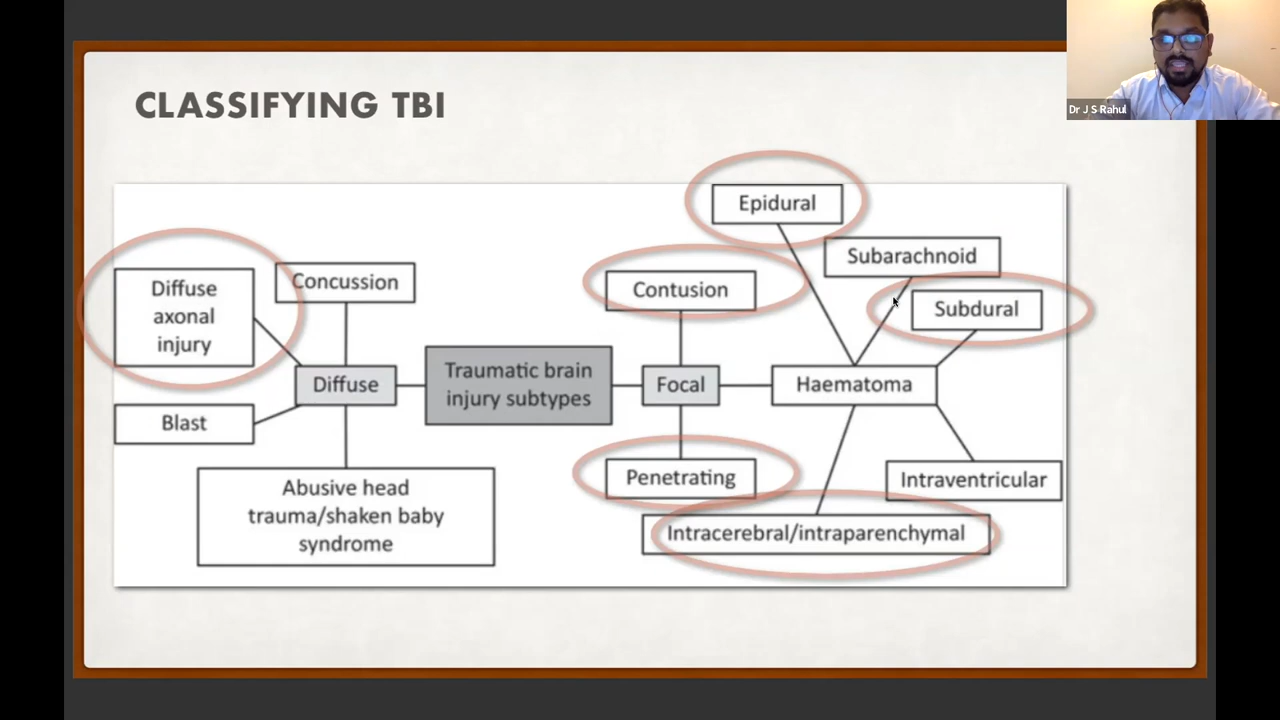 CLASSIFYING TBI
Dr J S Rahul
Epidural
Subarachnoid
Diffuse
axonal
injury
Concussion
Contusion
Subdural
Diffuse
Traumatic brain
injury subtypes
Focal
Haematoma
Blast
Penetrating
Intraventricular
Abusive head
trauma/shaken baby
syndrome
Intracerebral/intraparenchymal